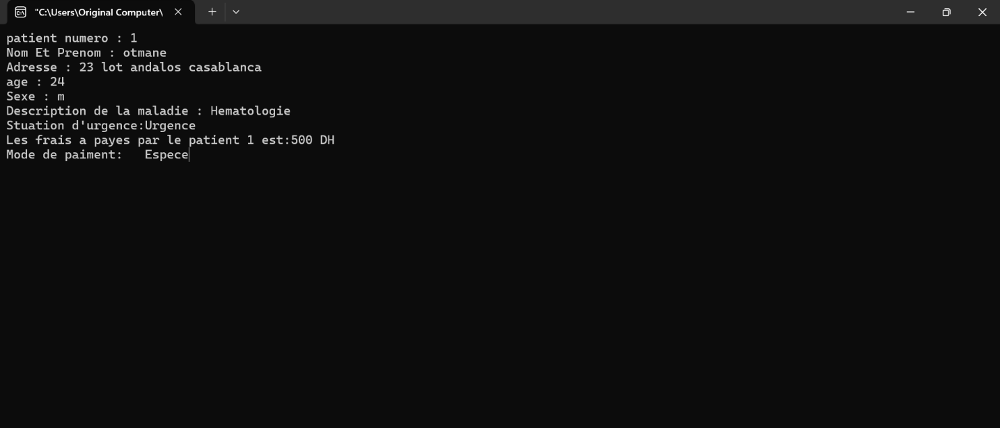 "C:\Users\Original Computer\
patient numero : 1
Nom Et Prenom : otmane
Adresse : 23 lot andalos casablanca
age : 24
Sexe : m
Description de la maladie : Hematologie
Stuation d'urgence:Urgence
Les frais a payes par le patient 1 est:500 DH
Mode de paiment:   Espece